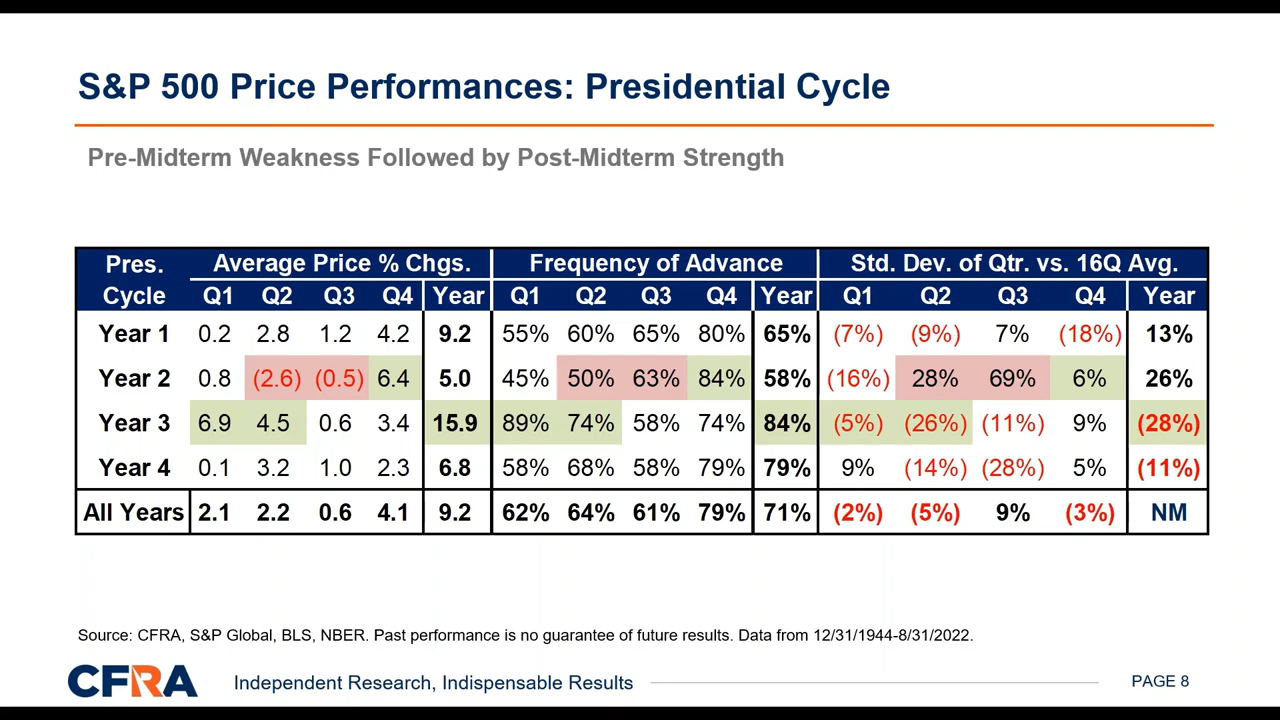 S&P 500 Price Performances: Presidential Cycle
Pre-Midterm Weakness Followed by Post-Midterm Strength
Pres. Average Price % Chgs. Frequency of Advance Std. Dev. of Qtr. vs. 16Q Avg.
Cycle Q1 Q2 Q3 Q4 Year Q1 Q2 Q3 Q4 Year Q1 Q2 Q3 Q4 Year
Year 1 0.2 2.8 1.2 4.2 9.2 55% 60% 65% 80% 65% (7%) (9%) 7% (18%) 13%
Year 2 0.8 (2.6) (0.5) 6.4 5.0 45% 50% 63% 84% 58% (16%) 28% 69% 6% 26%
Year 3 6.9 4.5 0.6 3.4 15.9 89% 74% 58% 74% 84% (5%) (26%) (11%) 9% (28%)
Year 4 0.1 3.2 1.0 2.3 6.8 58% 68% 58% 79% 79% 9% (14%) (28%) 5% (11%)
All Years 2.1 2.2 0.6 4.1 9.2 62% 64% 61% 79% 71% (2%) (5%) 9% (3%) NM
Source: CFRA, S&P Global, BLS, NBER. Past performance is no guarantee of future results. Data from 12/31/1944-8/31/2022.
CFRA Independent Research, Indispensable Results PAGE 8